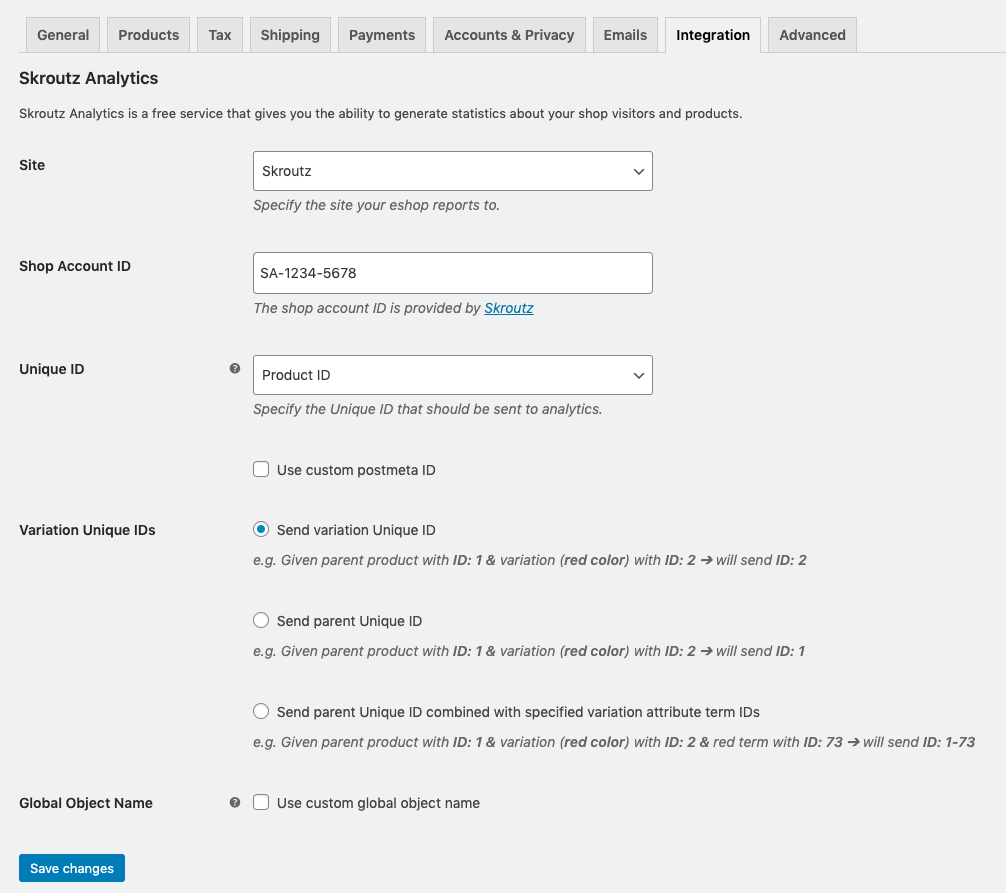 General Products Tax Shipping Payments Accounts & Privacy Emails Integration Advanced
Skroutz Analytics
Skroutz Analytics is a free service that gives you the ability to generate statistics about your shop visitors and products.
Site
Skroutz
Specify the site your eshop reports to.
Shop Account ID
SA-1234-5678
The shop account ID is provided by Skroutz
Unique ID
?
Product ID
Specify the Unique ID that should be sent to analytics.
Use custom postmeta ID
Variation Unique IDs
Send variation Unique ID
e.g. Given parent product with ID: 1 & variation (red color) with ID: 2 ➔ will send ID: 2
Send parent Unique ID
e.g. Given parent product with ID: 1 & variation (red color) with ID: 2 ➔ will send ID: 1
Send parent Unique ID combined with specified variation attribute term IDs
e.g. Given parent product with ID: 1 & variation (red color) with ID: 2 & red term with ID: 73 ➔ will send ID: 1-73
Global Object Name
?
Use custom global object name
Save changes